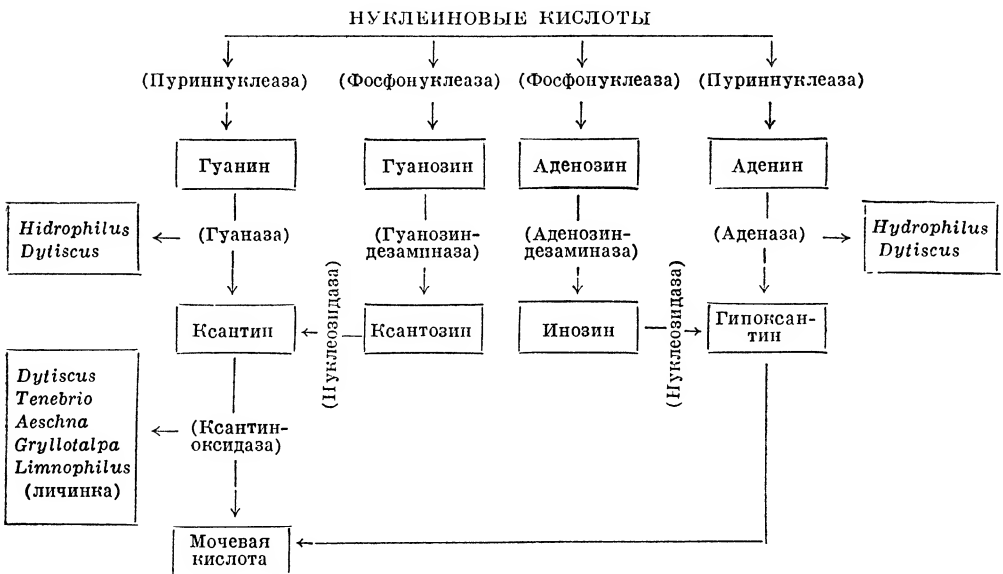 НУКЛЕИНОВЫЕ КИСЛОТЫ
(Пуриннуклеаза)
(Фосфонуклеаза)
(Фосфонуклеаза)
(Пуриннуклеаза)
Гуанин
Гуанозин
Аденозин
Аденин
Hidrophilus
Dytiscus
(Гуаназа)
(Гуанозин-
дезаминаза)
(Аденозин-
дезаминаза)
(Аденаза)
Hydrophilus
Dytiscus
Ксантин
(Нуклеозидаза)
Ксантозин
Инозин
(Нуклеозидаза)
Гипоксан-
тин
Dytiscus
Tenebrio
Aeschna
Gryllotalpa
Limnophilus
(личинка)
(Ксантин-
оксидаза)
Мочевая
кислота